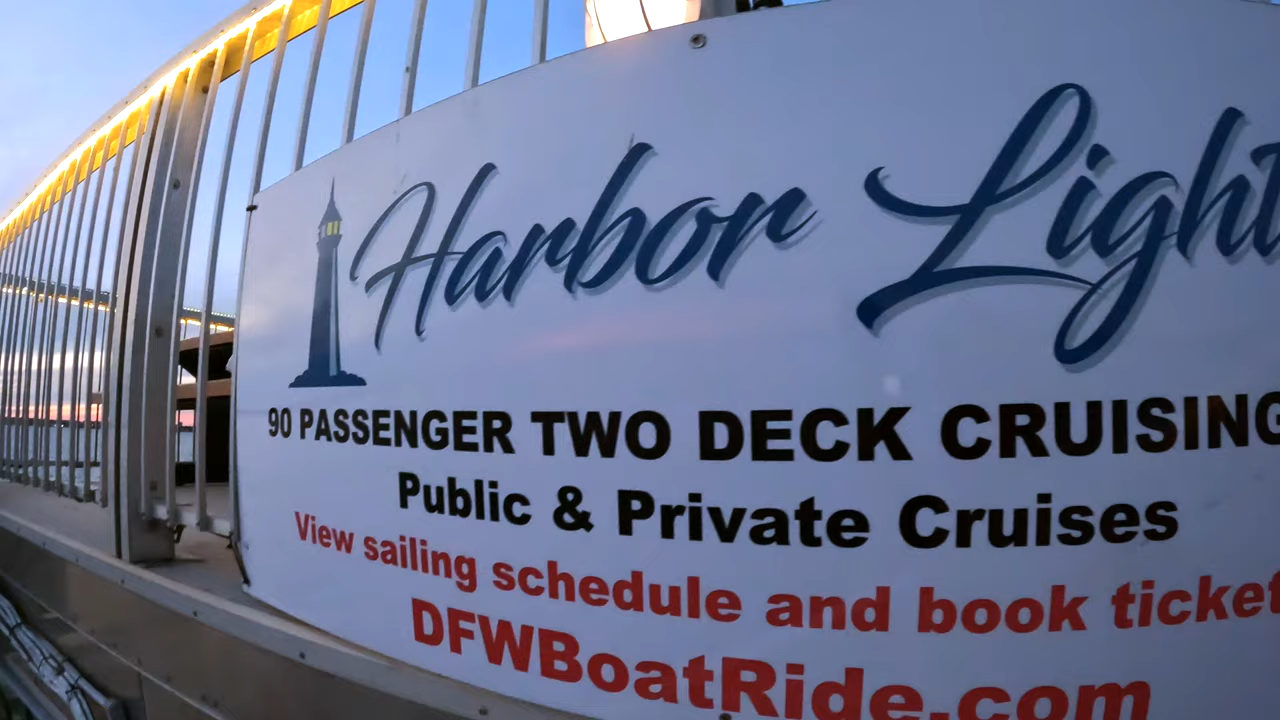 Harbor Light
90 PASSENGER TWO DECK CRUISING
Public & Private Cruises
View sailing schedule and book ticket
DFWBoatRide.com